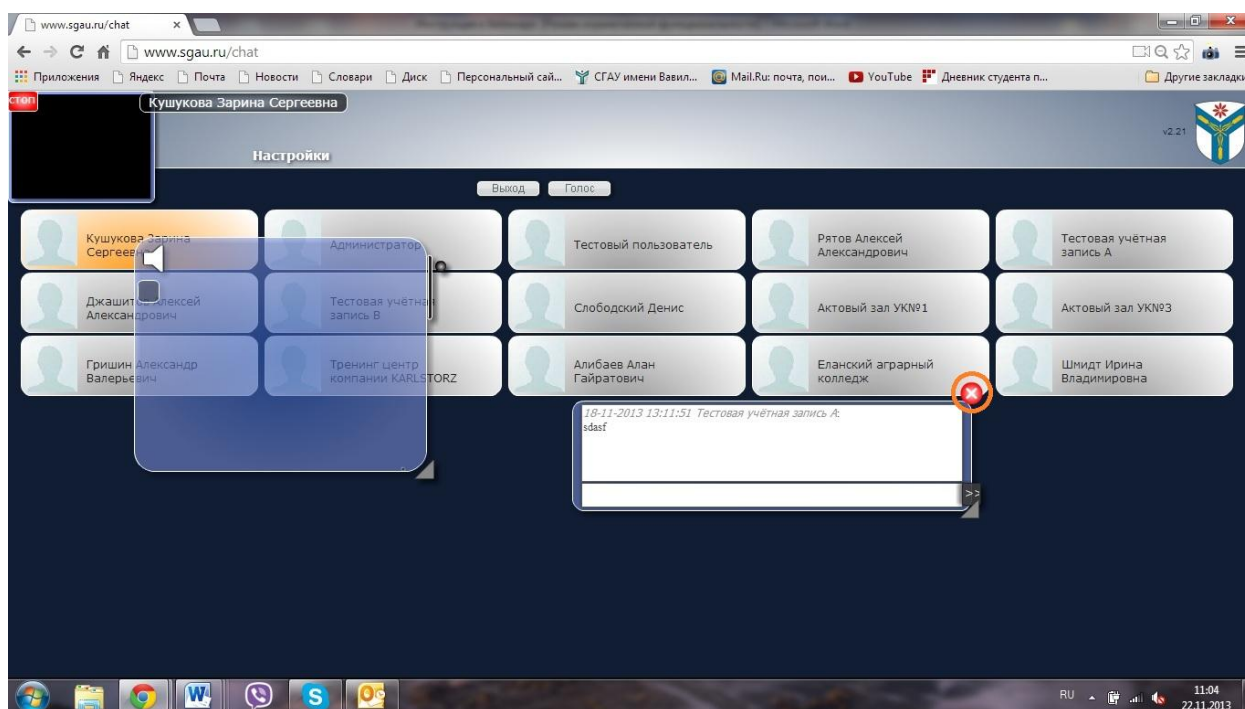 www.sgau.ru/chat
www.sgau.ru/chat
Приложения Яндекс Почта Новости Словари Диск Персональный сай... СГАУ имени Вавил... Mail.Ru: почта, пои... YouTube Дневник студента п... Другие закладки
стоп
Кушукова Зарина Сергеевна
v2.21
Настройки
Выход Голос
Кушукова Зарина
Сергеевна
Администратор
Тестовый пользователь
Рятов Алексей
Александрович
Тестовая учётная
запись А
Джашитов Алексей
Александрович
Тестовая учётная
запись В
Слободский Денис
Актовый зал УК№1
Актовый зал УК№3
Гришин Александр
Валерьевич
Тренинг центр
компании KARLSTORZ
Алибаев Алан
Гайратович
Еланский аграрный
колледж
Шмидт Ирина
Владимировна
18-11-2013 13:11:51 Тестовая учётная запись А:
sdasf
>>
RU
11:04
22.11.2013